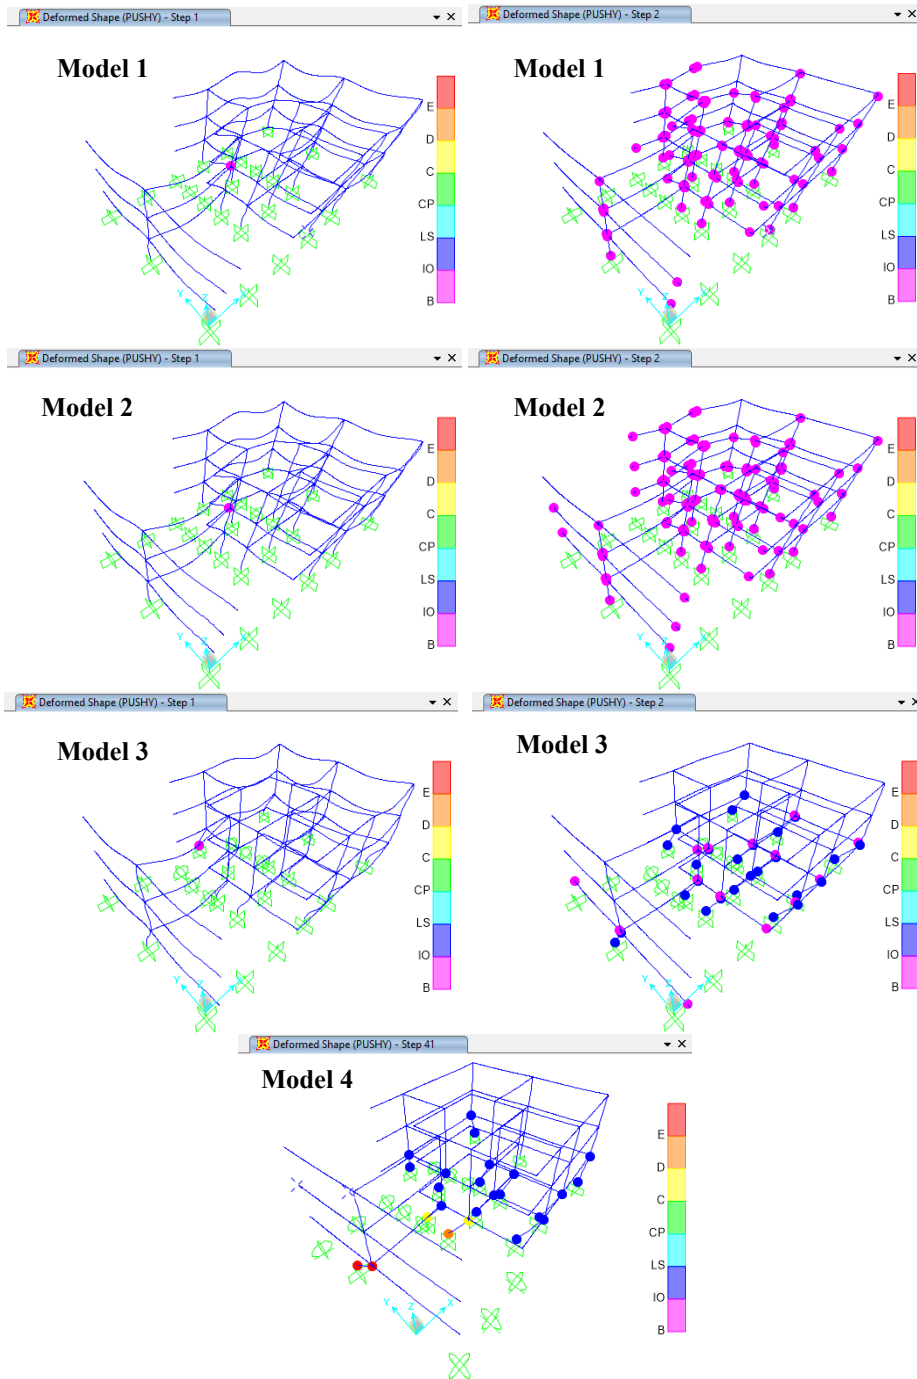 Deformed Shape (PUSHY) - Step 1
Model 1
E
D
C
CP
LS
IO
B
Y
Z
X
Deformed Shape (PUSHY) - Step 2
Model 1
E
D
C
CP
LS
IO
B
Y
Z
X
Deformed Shape (PUSHY) - Step 1
Model 2
E
D
C
CP
LS
IO
B
Y
Z
X
Deformed Shape (PUSHY) - Step 2
Model 2
E
D
C
CP
LS
IO
B
Y
Z
X
Deformed Shape (PUSHY) - Step 1
Model 3
E
D
C
CP
LS
IO
B
Y
Z
X
Deformed Shape (PUSHY) - Step 2
Model 3
E
D
C
CP
LS
IO
B
Y
Z
X
Deformed Shape (PUSHY) - Step 41
Model 4
E
D
C
CP
LS
IO
B
Y
Z
X